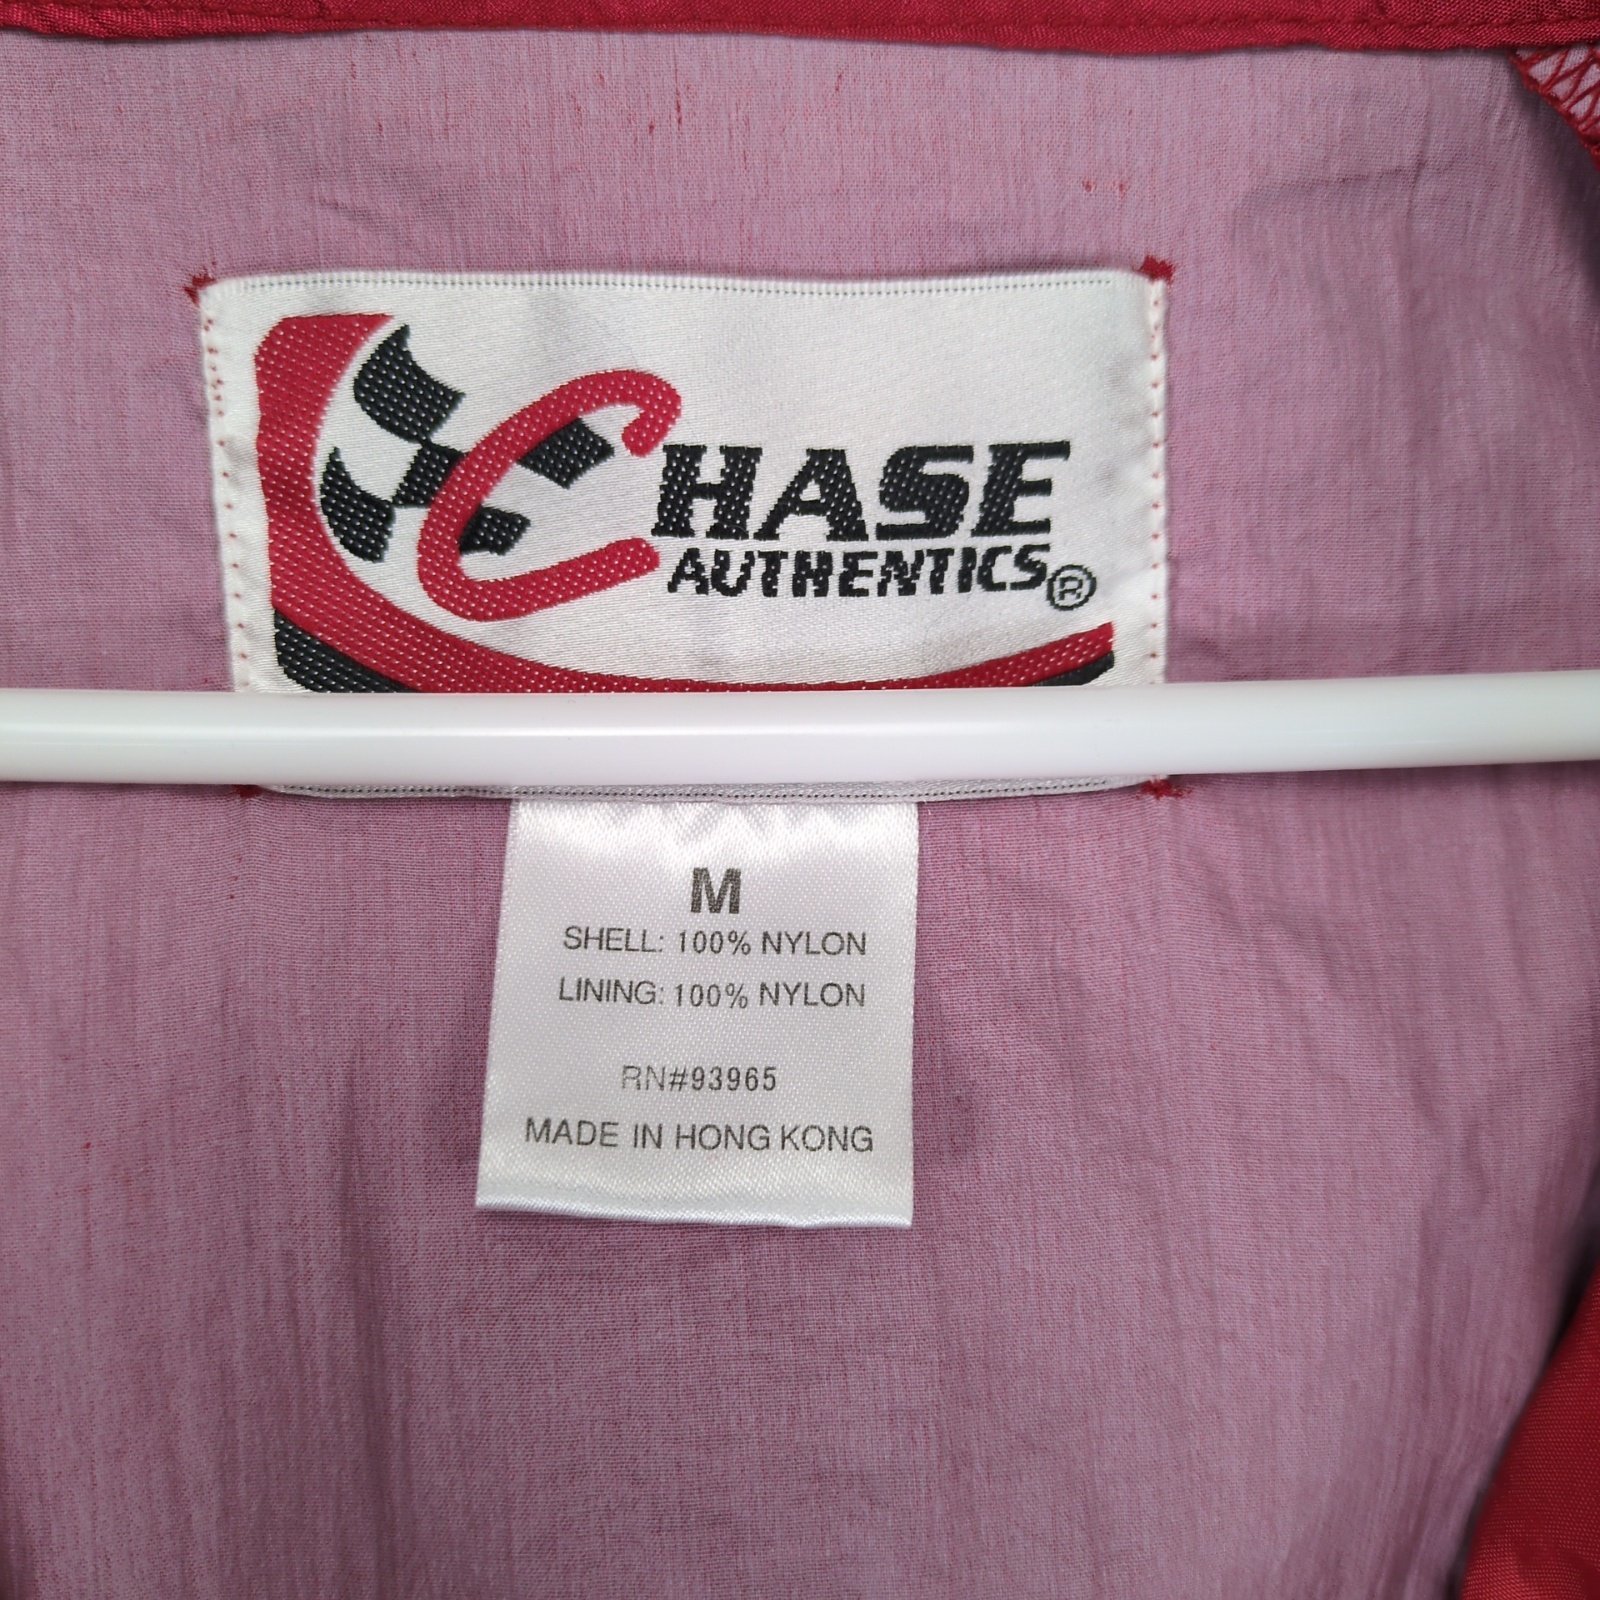 CHASE
AUTHENTICS®
M
SHELL: 100% NYLON
LINING: 100% NYLON
RN#93965
MADE IN HONG KONG